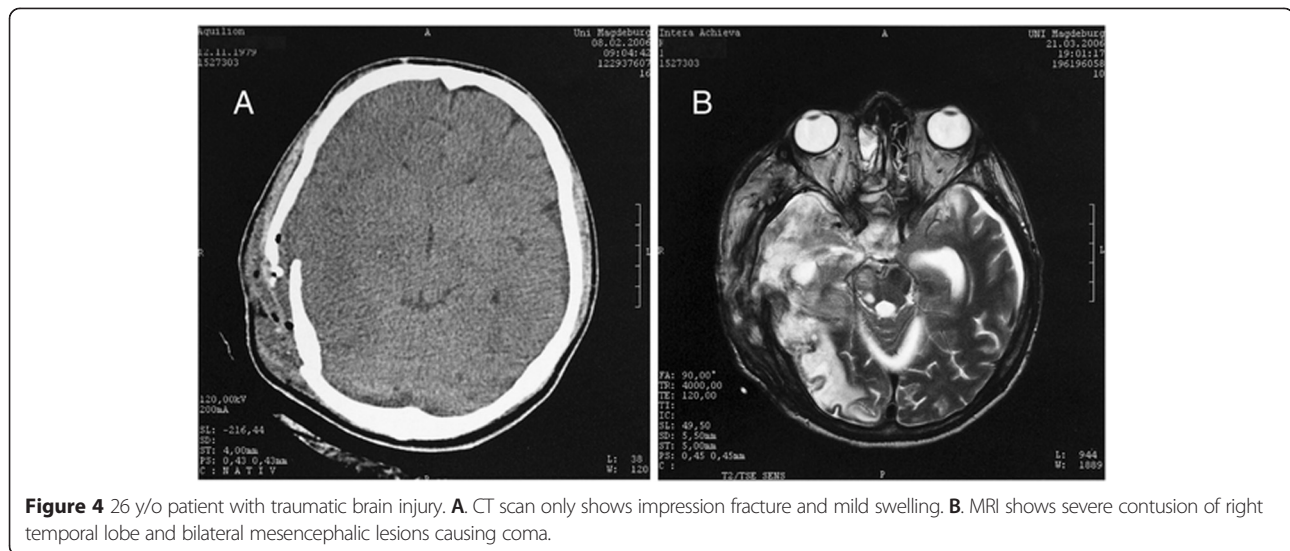 Aquilion
12.11.1979
1527303
A
Uni Magdeburg
08.02.2006
09:04:42
122937607
16
A
R
120,00kV
200mA
SL: -216,44
SD:
ST: 4,00mm
PS: 0,43 0,43mm
C : N A T I V
L: 38
W: 120
Intera Achieva
1527303
A
UNI Magdeburg
21.03.2006
19:01:17
196196058
10
B
FA: 90,00°
TR: 4000,00
TE: 120,00
TI:
IC:
SL: 49,50
SD: 5,50mm
ST: 5,00mm
PS: 0,45 0,45mm
C :
T2/TSE SENS
P
L: 944
W: 1889
Figure 4 26 y/o patient with traumatic brain injury. A. CT scan only shows impression fracture and mild swelling. B. MRI shows severe contusion of right
temporal lobe and bilateral mesencephalic lesions causing coma.